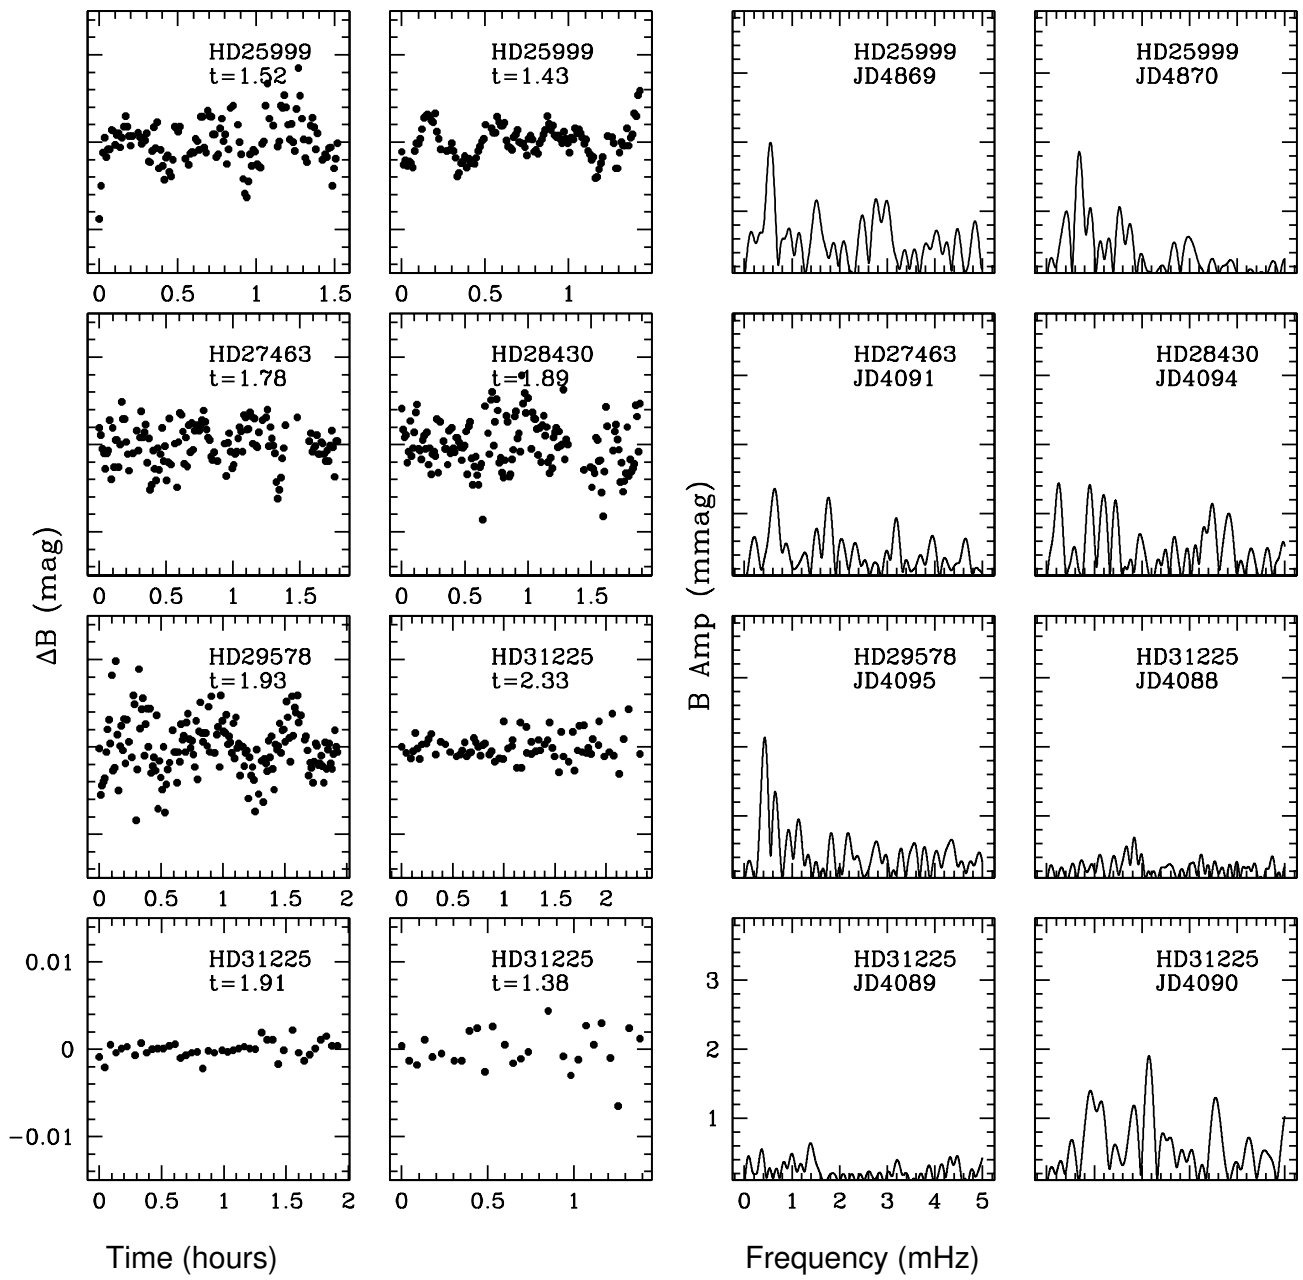 HD25999
t=1.52
HD25999
t=1.43
HD25999
JD4869
HD25999
JD4870
0 0.5 1 1.5
0 0.5 1
HD27463
t=1.78
HD28430
t=1.89
HD27463
JD4091
HD28430
JD4094
0 0.5 1 1.5
0 0.5 1 1.5
ΔB (mag)
B Amp (mmag)
HD29578
t=1.93
HD31225
t=2.33
HD29578
JD4095
HD31225
JD4088
0 0.5 1 1.5 2
0 0.5 1 1.5 2
HD31225
t=1.91
HD31225
t=1.38
HD31225
JD4089
HD31225
JD4090
0.01
0
−0.01
3
2
1
0 0.5 1 1.5 2
0 0.5 1
0 1 2 3 4 5
Time (hours)
Frequency (mHz)